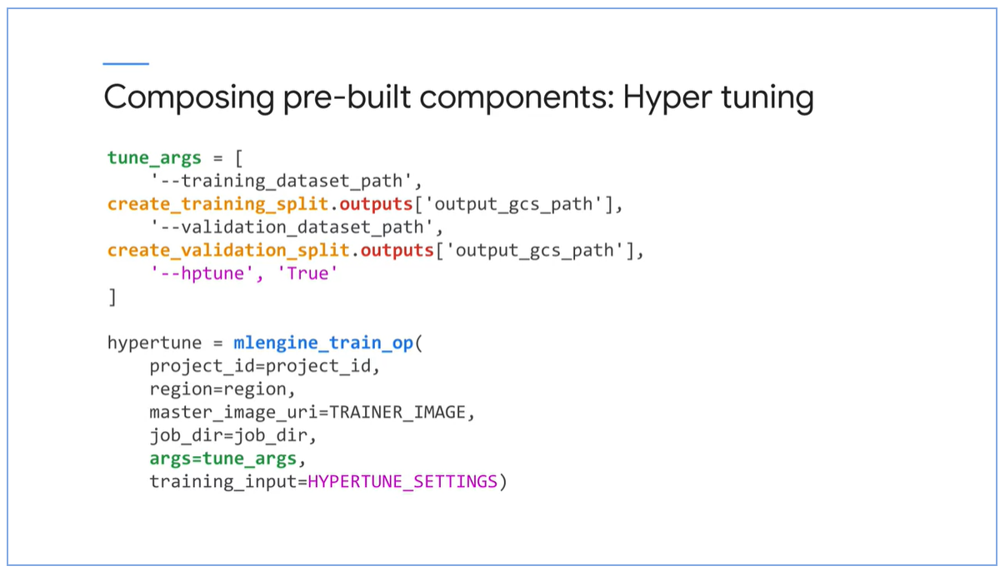 Composing pre-built components: Hyper tuning
tune_args = [
    '--training_dataset_path',
create_training_split.outputs['output_gcs_path'],
    '--validation_dataset_path',
create_validation_split.outputs['output_gcs_path'],
    '--hptune', 'True'
]
hypertune = mlengine_train_op(
    project_id=project_id,
    region=region,
    master_image_uri=TRAINER_IMAGE,
    job_dir=job_dir,
    args=tune_args,
    training_input=HYPERTUNE_SETTINGS)